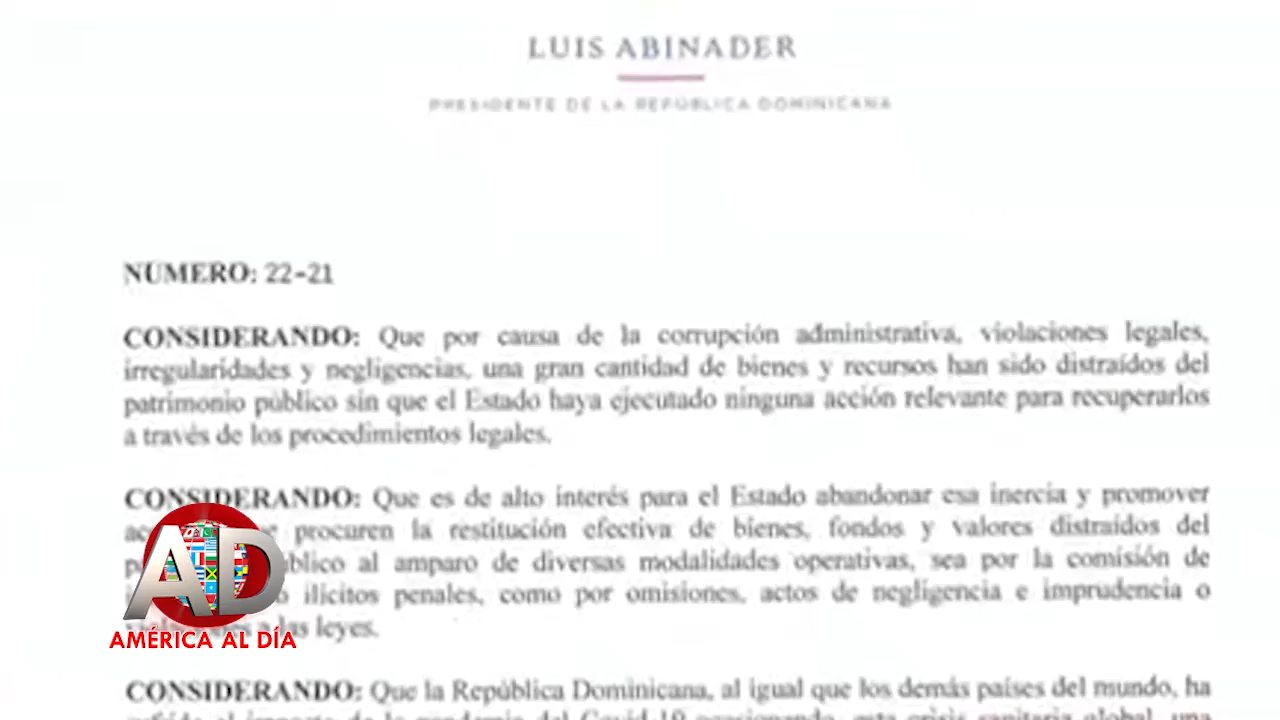 LUIS ABINADER
PRESIDENTE DE LA REPÚBLICA DOMINICANA
NÚMERO: 22-21
CONSIDERANDO: Que por causa de la corrupción administrativa, violaciones legales,
irregularidades y negligencias, una gran cantidad de bienes y recursos han sido distraídos del
patrimonio público sin que el Estado haya ejecutado ninguna acción relevante para recuperarlos
a través de los procedimientos legales.
CONSIDERANDO: Que es de alto interés para el Estado abandonar esa inercia y promover
procuren la restitución efectiva de bienes, fondos y valores distraídos del
al amparo de diversas modalidades operativas, sea por la comisión de
ilícitos penales, como por omisiones, actos de negligencia e imprudencia o
las leyes.
AD
AMÉRICA AL DÍA
CONSIDERANDO: Que la República Dominicana, al igual que los demás países del mundo, ha